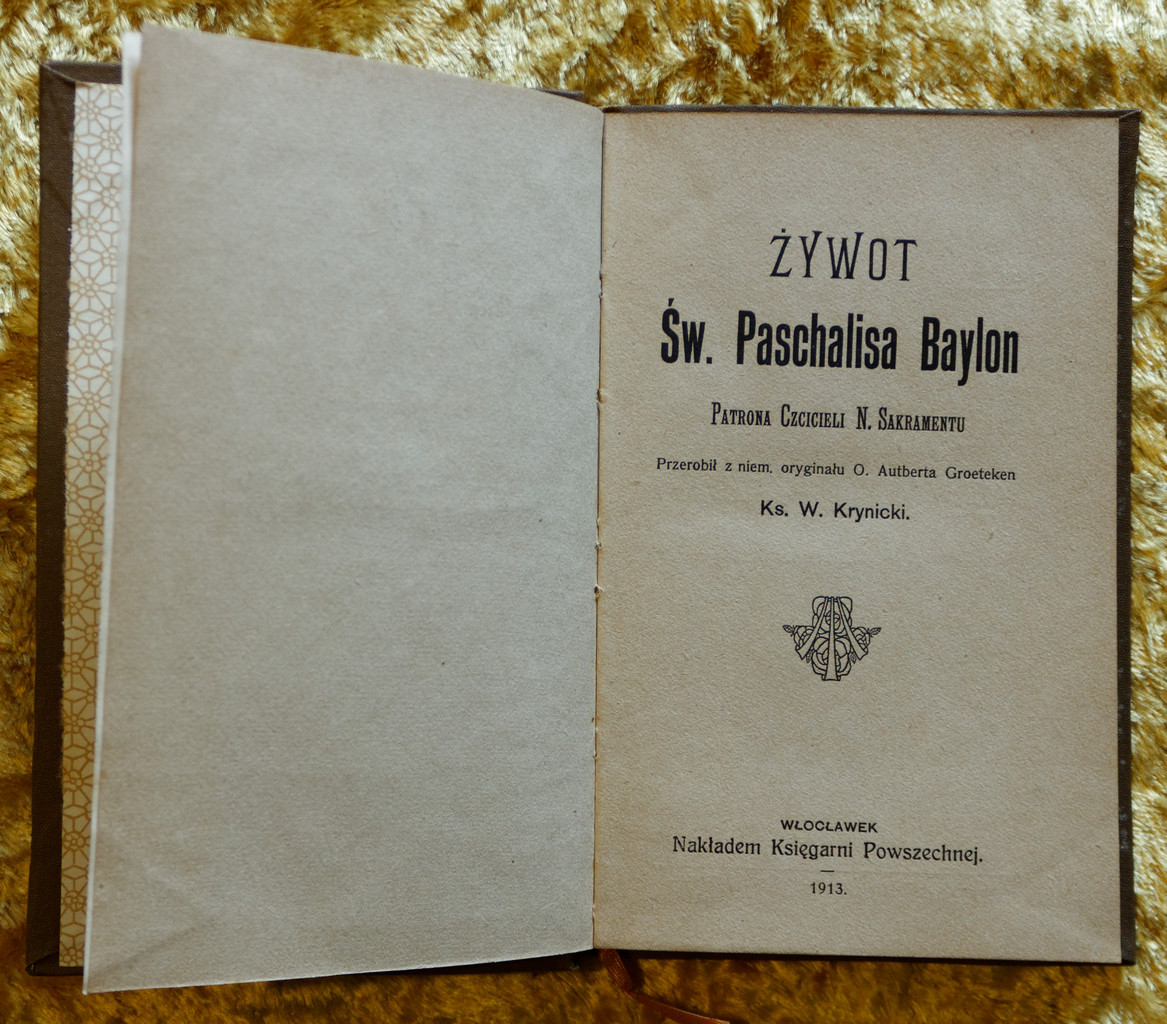 ŻYWOT
Św. Paschalisa Baylon
Patrona Czcicieli N. Sakramentu
Przerobił z niem. oryginału O. Autberta Groeteken
Ks. W. Krynicki.
WŁOCŁAWEK
Nakładem Księgarni Powszechnej.
1913.